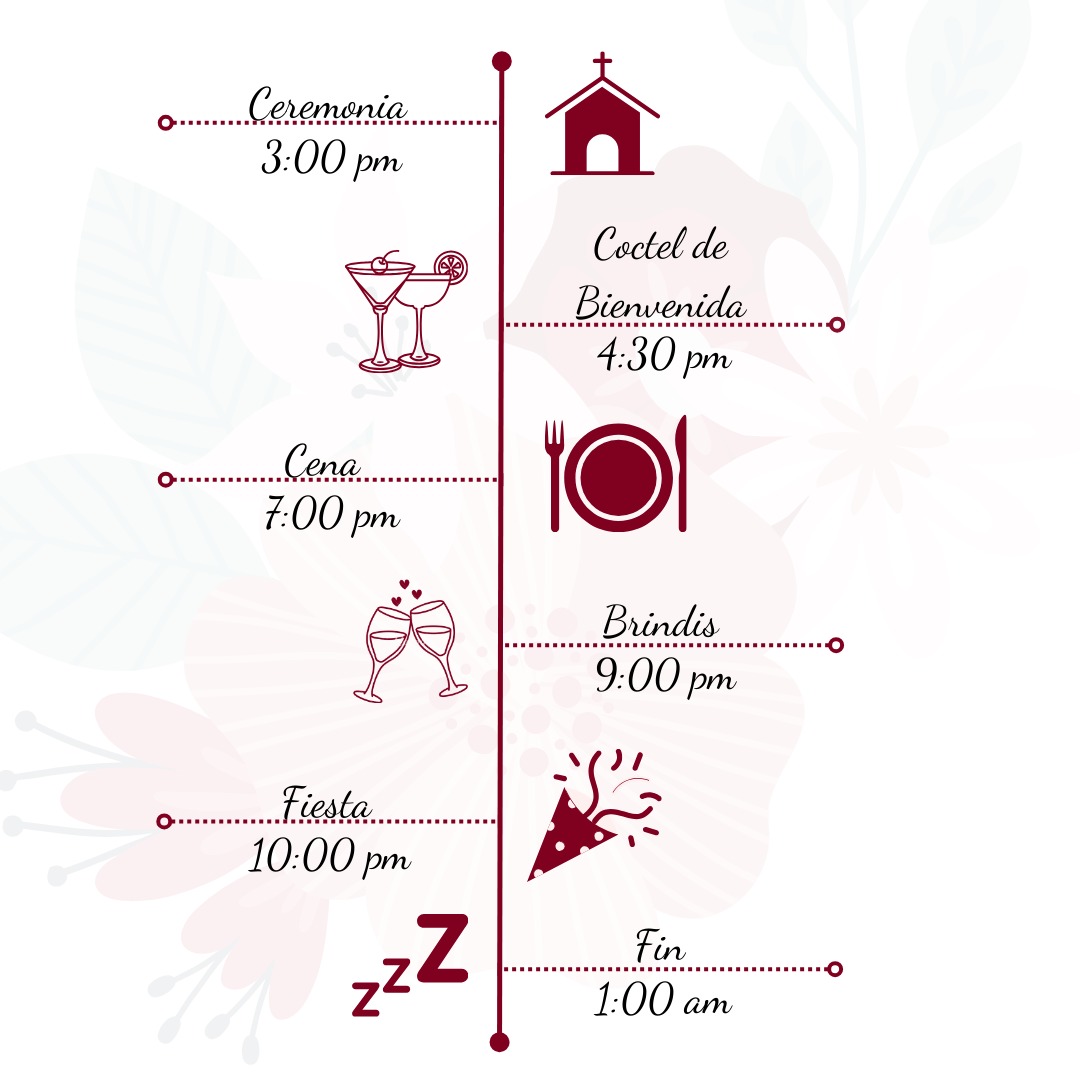 Ceremonia
3:00 pm
Coctel de
Bienvenida
4:30 pm
Cena
7:00 pm
Brindis
9:00 pm
Fiesta
10:00 pm
z z Z
Fin
1:00 am